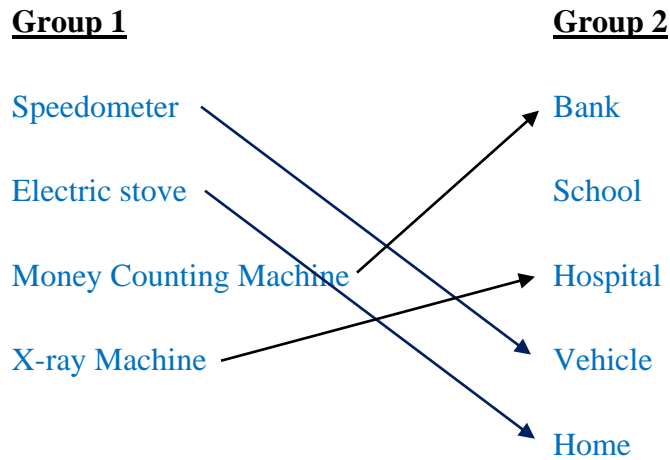 Group 1 Group 2
Speedometer Bank
Electric stove School
Money Counting Machine Hospital
X-ray Machine Vehicle
Home